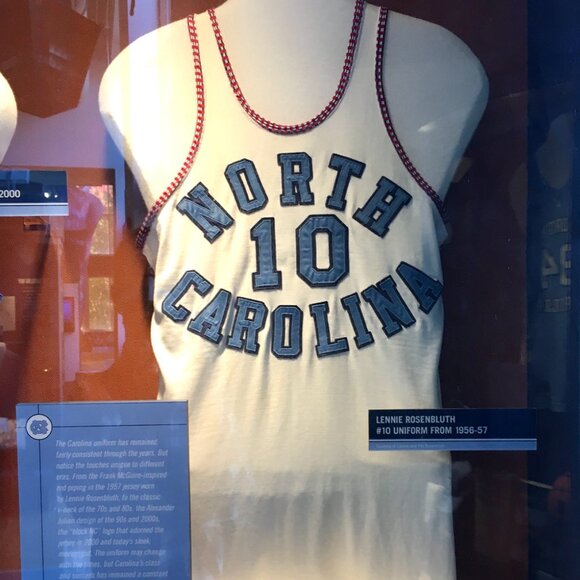 2000
NORTH
10
CAROLINA
LENNIE ROSENBLUTH
#10 UNIFORM FROM 1956-57
The Carolina uniform has remained
fairly consistent through the years. But
notice the touches unique to different
eras. From the Frank McGuire-inspired
red piping in the 1957 jersey worn
by Lennie Rosenbluth, to the classic
v-neck of the 70s and 80s, the Alexander
Julian design of the 90s and 2000s,
the "block NC" logo that adorned the
jersey in 2000 and today's sleek,
The uniform may change
with the times, but Carolina's class
and success has remained a constant